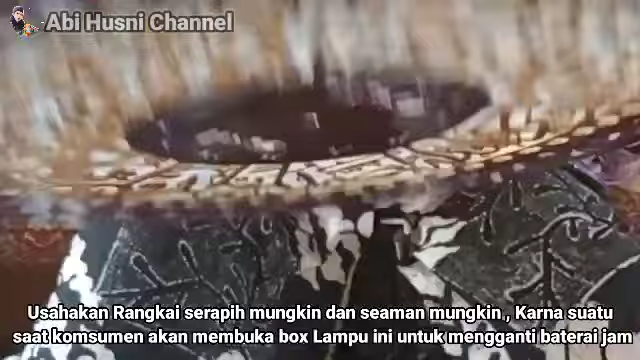 Abi Husni Channel
Usahakan Rangkai serapih mungkin dan seaman mungkin , Karna suatu
saat komsumen akan membuka box Lampu ini untuk mengganti baterai jam